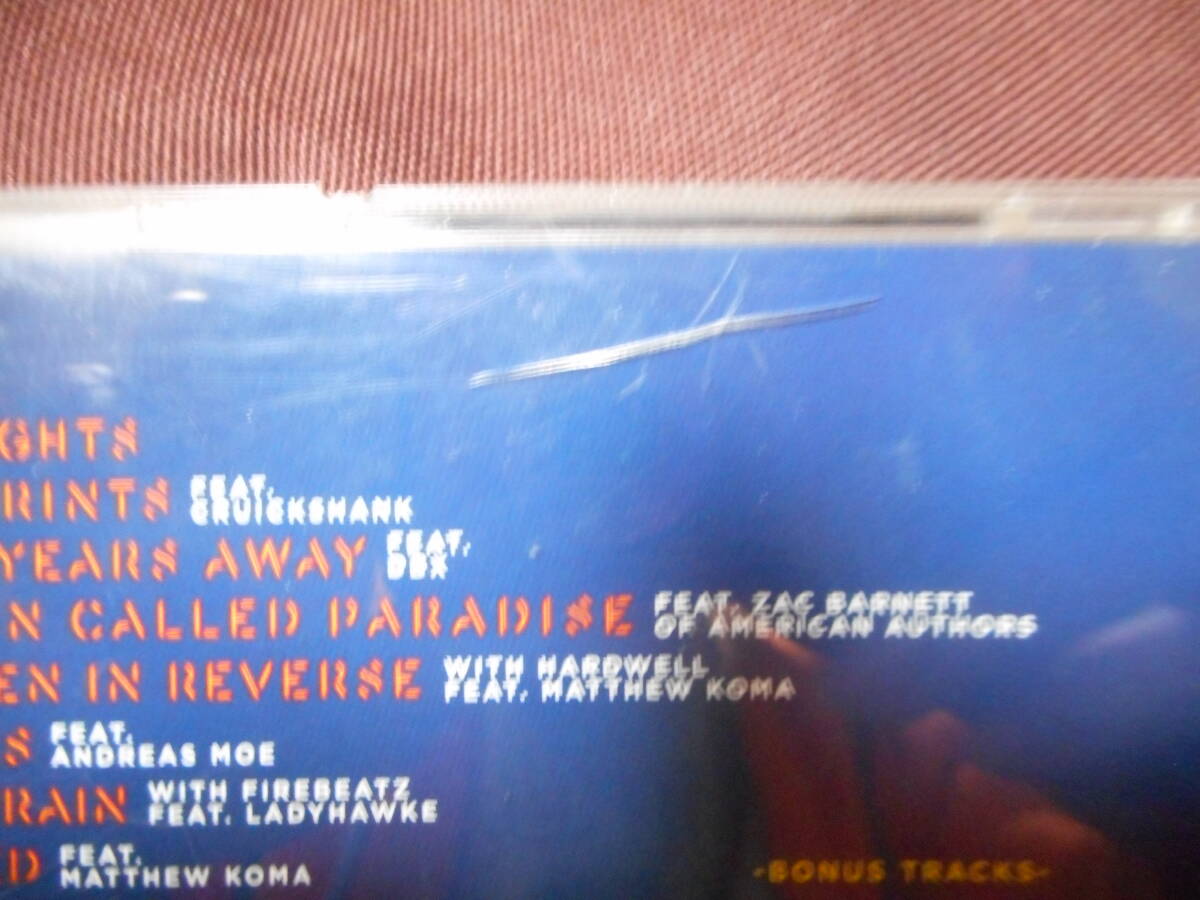 GHTS
RINTS FEAT. CRUICKSHANK
YEARS AWAY FEAT. DBX
N CALLED PARADISE FEAT. ZAC BARNETT OF AMERICAN AUTHORS
EN IN REVERSE WITH HARDWELL FEAT. MATTHEW KOMA
S FEAT. ANDREAS MOE
RAIN WITH FIREBEATZ FEAT. LADYHAWKE
D FEAT. MATTHEW KOMA
-BONUS TRACKS-